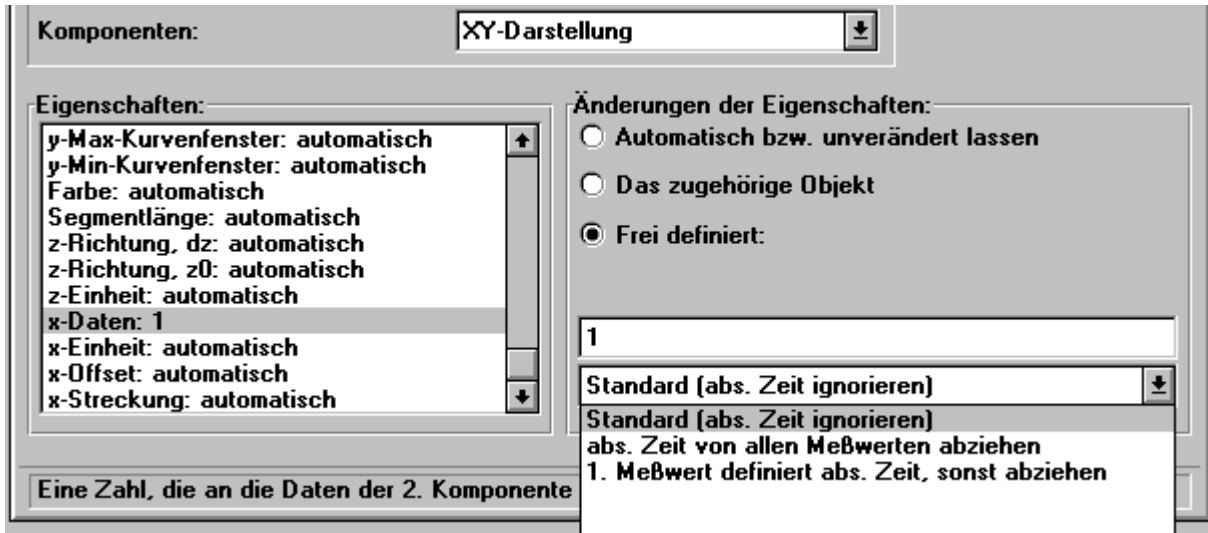 Komponenten:
XY-Darstellung
Eigenschaften:
y-Max-Kurvenfenster: automatisch
y-Min-Kurvenfenster: automatisch
Farbe: automatisch
Segmentlänge: automatisch
z-Richtung, dz: automatisch
z-Richtung, z0: automatisch
z-Einheit: automatisch
x-Daten: 1
x-Einheit: automatisch
x-Offset: automatisch
x-Streckung: automatisch
Änderungen der Eigenschaften:
Automatisch bzw. unverändert lassen
Das zugehörige Objekt
Frei definiert:
1
Standard (abs. Zeit ignorieren)
Standard (abs. Zeit ignorieren)
abs. Zeit von allen Meßwerten abziehen
1. Meßwert definiert abs. Zeit, sonst abziehen
Eine Zahl, die an die Daten der 2. Komponente